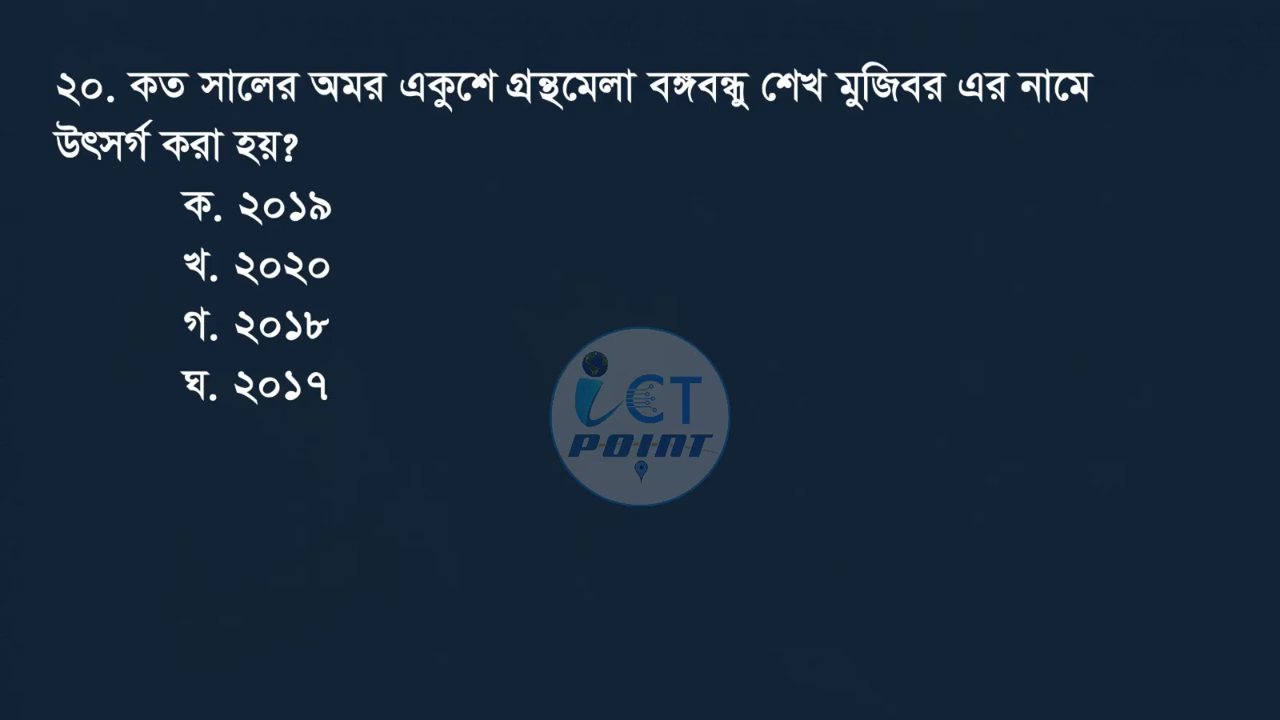 ২০. কত সালের অমর একুশে গ্রন্থমেলা বঙ্গবন্ধু শেখ মুজিবর এর নামে
উৎসর্গ করা হয়?
ক. ২০১৯
খ. ২০২০
গ. ২০১৮
ঘ. ২০১৭
iCT
POINT